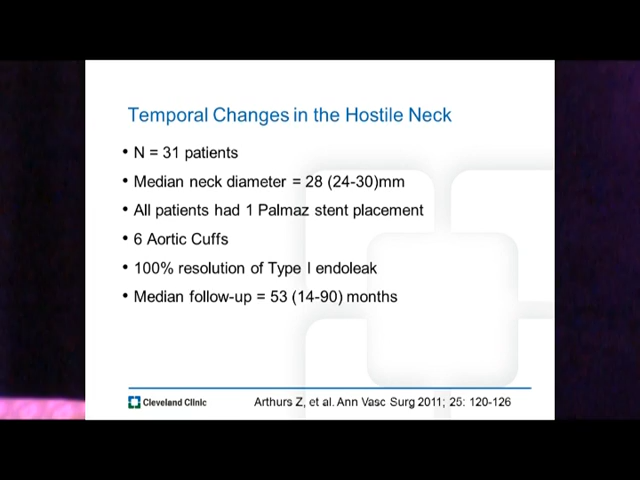 Temporal Changes in the Hostile Neck
• N = 31 patients
• Median neck diameter = 28 (24-30)mm
• All patients had 1 Palmaz stent placement
• 6 Aortic Cuffs
• 100% resolution of Type I endoleak
• Median follow-up = 53 (14-90) months
Cleveland Clinic
Arthurs Z, et al. Ann Vasc Surg 2011; 25: 120-126